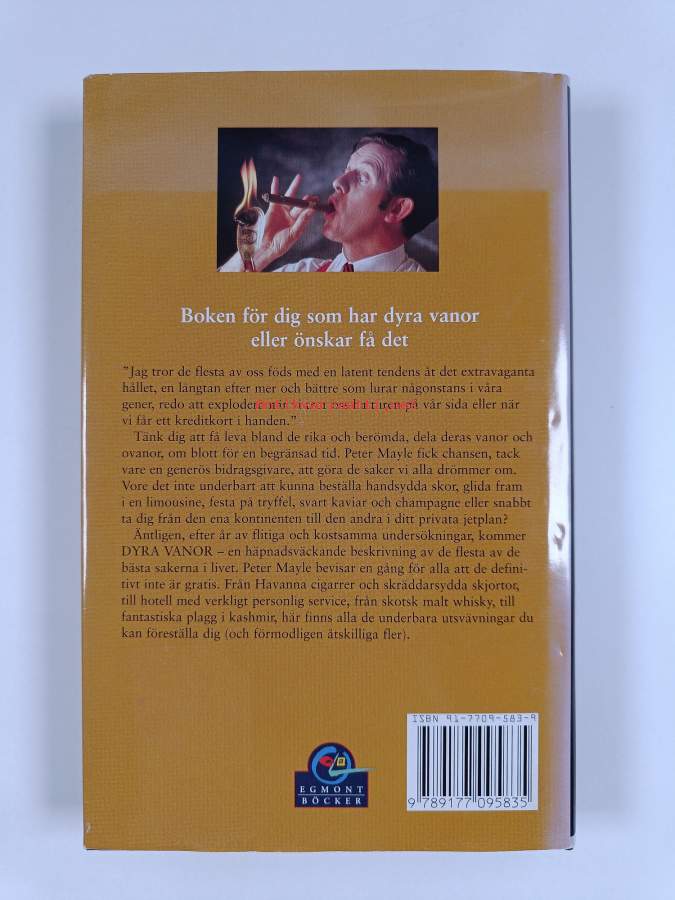 Boken för dig som har dyra vanor
eller önskar få det
"Jag tror de flesta av oss föds med en latent tendens åt det extravaganta
hållet, en längtan efter mer och bättre som lurar någonstans i våra
gener, redo att explodera när vi har på vår sida eller när
vi får ett kreditkort i handen."
Tänk dig att få leva bland de rika och berömda, dela deras vanor och
ovanor, om blott för en begränsad tid. Peter Mayle fick chansen, tack
vare en generös bidragsgivare, att göra de saker vi alla drömmer om.
Vore det inte underbart att kunna beställa handsydda skor, glida fram
i en limousine, festa på tryffel, svart kaviar och champagne eller snabbt
ta dig från den ena kontinenten till den andra i ditt privata jetplan?
Äntligen, efter år av flitiga och kostsamma undersökningar, kommer
DYRA VANOR – en häpnadsväckande beskrivning av de flesta av de
bästa sakerna i livet. Peter Mayle bevisar en gång för alla att de defini-
tivt inte är gratis. Från Havanna cigarrer och skräddarsydda skjortor,
till hotell med verkligt personlig service, från skotsk malt whisky, till
fantastiska plagg i kashmir, här finns alla de underbara utsvävningar du
kan föreställa dig (och förmodligen åtskilliga fler).
ISBN 91-7709-583-9
9 789177 095835
EGMONT
BÖCKER